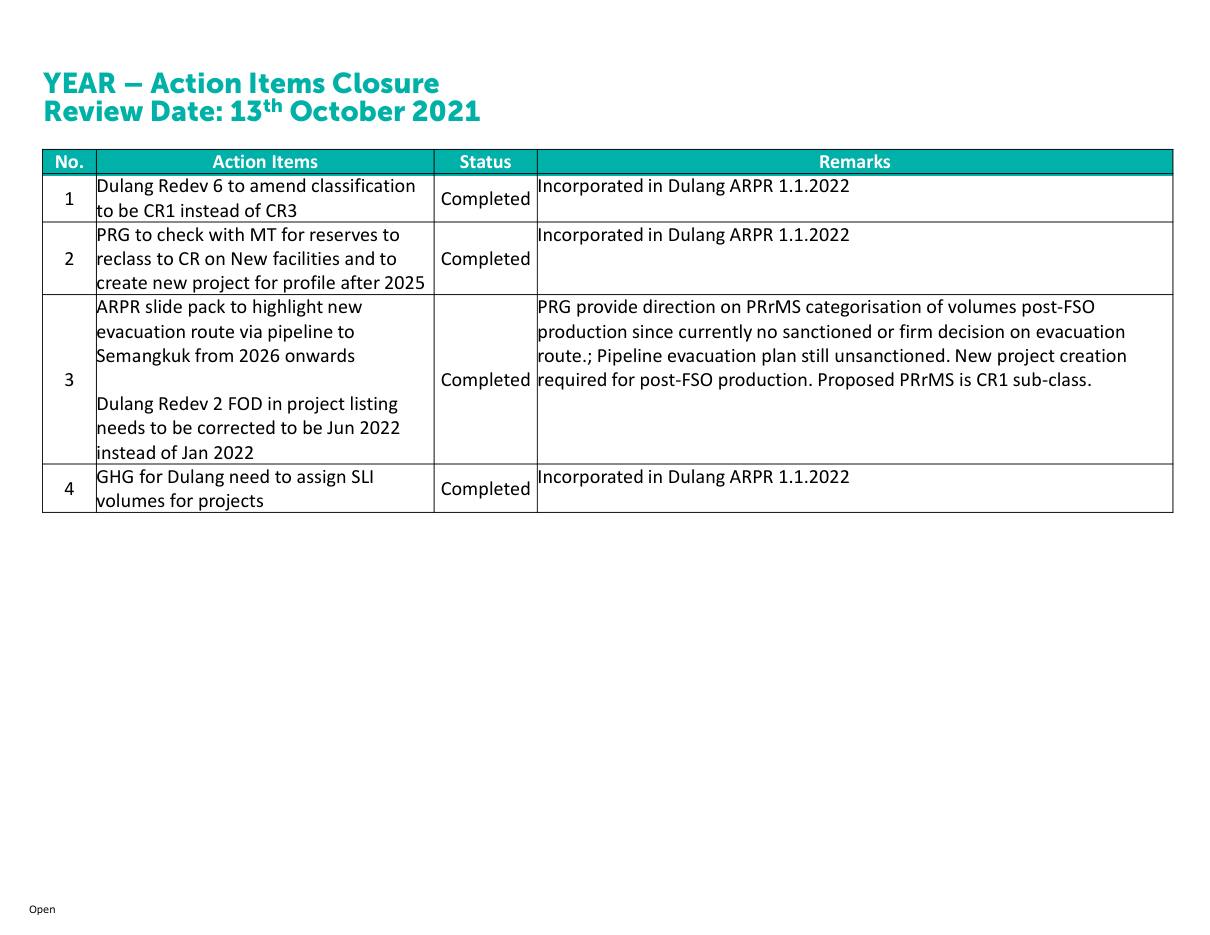 YEAR – Action Items Closure
Review Date: 13th October 2021
No. Action Items Status Remarks
1 Dulang Redev 6 to amend classification
to be CR1 instead of CR3
Completed
Incorporated in Dulang ARPR 1.1.2022
2 PRG to check with MT for reserves to
reclass to CR on New facilities and to
create new project for profile after 2025
Completed
Incorporated in Dulang ARPR 1.1.2022
3 ARPR slide pack to highlight new
evacuation route via pipeline to
Semangkuk from 2026 onwards
Dulang Redev 2 FOD in project listing
needs to be corrected to be Jun 2022
instead of Jan 2022
Completed
PRG provide direction on PRrMS categorisation of volumes post-FSO
production since currently no sanctioned or firm decision on evacuation
route.; Pipeline evacuation plan still unsanctioned. New project creation
required for post-FSO production. Proposed PRrMS is CR1 sub-class.
4 GHG for Dulang need to assign SLI
volumes for projects
Completed
Incorporated in Dulang ARPR 1.1.2022
Open